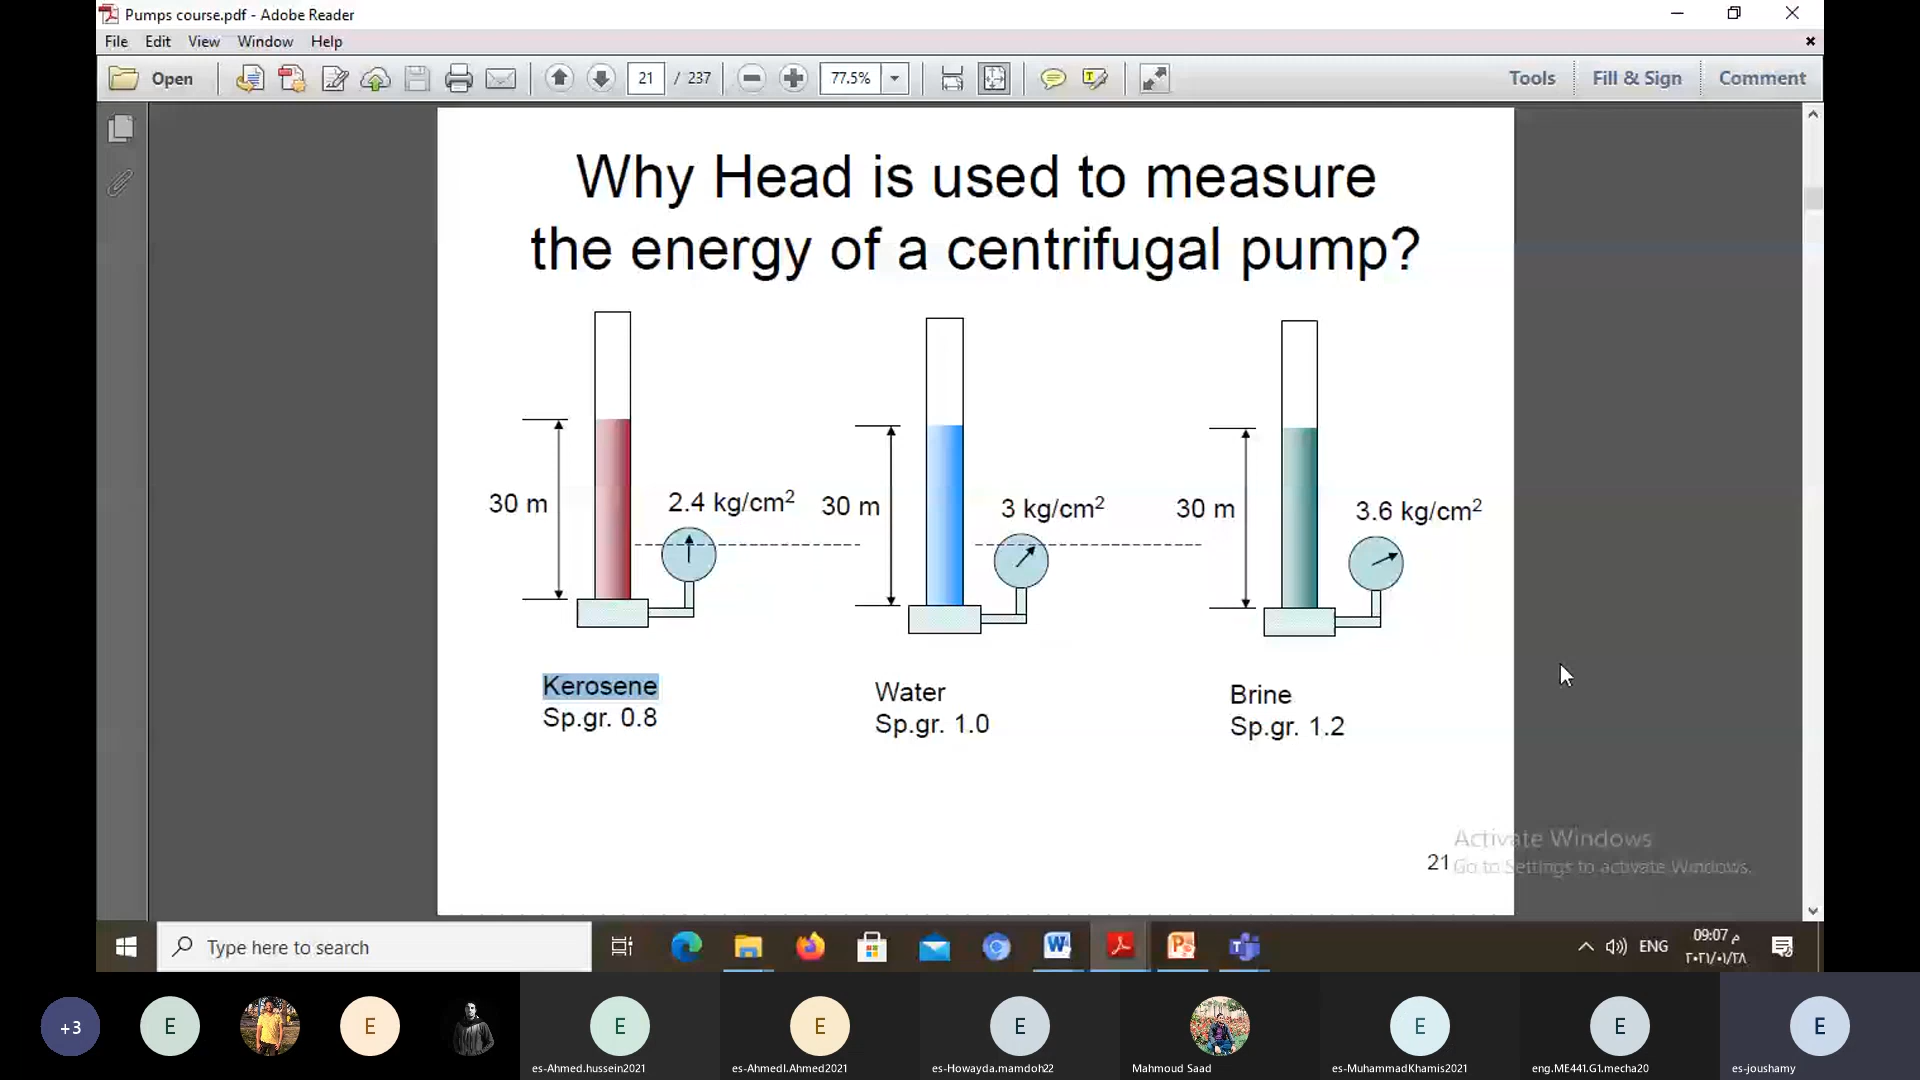 Pumps course.pdf - Adobe Reader
File Edit View Window Help
Open 21 / 237 77.5% Tools Fill & Sign Comment
Why Head is used to measure
the energy of a centrifugal pump?
30 m 2.4 kg/cm² 30 m 3 kg/cm² 30 m 3.6 kg/cm²
Kerosene Water Brine
Sp.gr. 0.8 Sp.gr. 1.0 Sp.gr. 1.2
Activate Windows
21 Go to Settings to activate Windows.
Type here to search
ENG
09:07 م
٢٠٢١/٠١/٢٨
+3 E E E E E E E E
es-Ahmed.hussein2021 es-AhmedI.Ahmed2021 es-Howayda.mamdoh22 Mahmoud Saad es-MuhammadKhamis2021 eng.ME441.G1.mecha20 es-joushamy